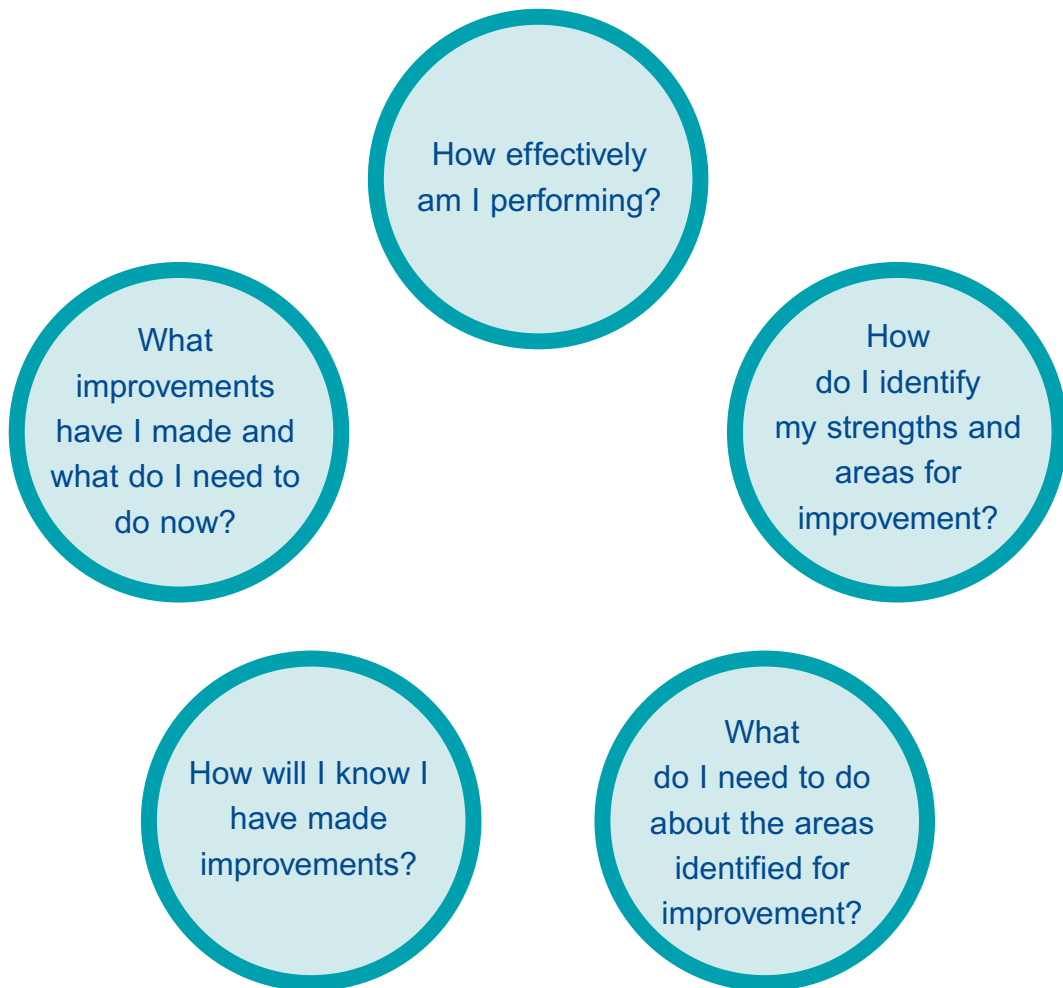 How effectively
am I performing?
How
do I identify
my strengths and
areas for
improvement?
What
do I need to do
about the areas
identified for
improvement?
How will I know I
have made
improvements?
What
improvements
have I made and
what do I need to
do now?